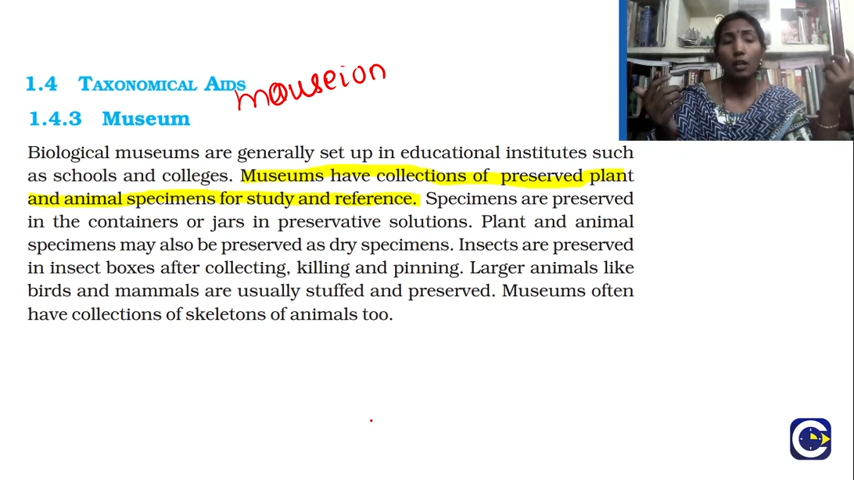 1.4 TAXONOMICAL AIDS
mouseion
1.4.3 Museum
Biological museums are generally set up in educational institutes such
as schools and colleges. Museums have collections of preserved plant
and animal specimens for study and reference. Specimens are preserved
in the containers or jars in preservative solutions. Plant and animal
specimens may also be preserved as dry specimens. Insects are preserved
in insect boxes after collecting, killing and pinning. Larger animals like
birds and mammals are usually stuffed and preserved. Museums often
have collections of skeletons of animals too.